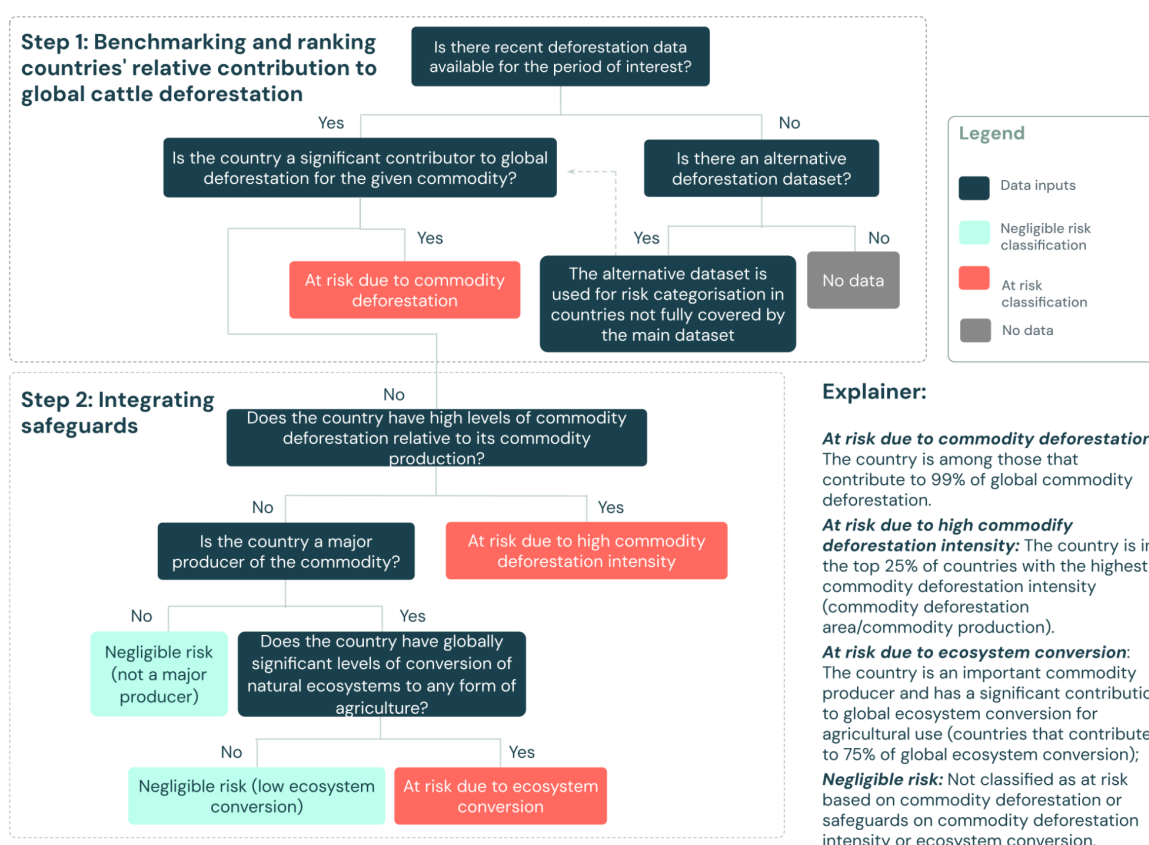 Step 1: Benchmarking and ranking
countries' relative contribution to
global cattle deforestation
Is there recent deforestation data
available for the period of interest?
Yes
No
Is the country a significant contributor to global
deforestation for the given commodity?
Is there an alternative
deforestation dataset?
Yes
Yes
No
At risk due to commodity
deforestation
The alternative dataset is
used for risk categorisation in
countries not fully covered by
the main dataset
No data
Legend
Data inputs
Negligible risk
classification
At risk
classification
No data
Step 2: Integrating
safeguards
No
Does the country have high levels of commodity
deforestation relative to its commodity
production?
No
Yes
Is the country a major
producer of the commodity?
At risk due to high commodity
deforestation intensity
No
Yes
Negligible risk
(not a major
producer)
Does the country have globally
significant levels of conversion of
natural ecosystems to any form of
agriculture?
No
Yes
Negligible risk (low ecosystem
conversion)
At risk due to ecosystem
conversion
Explainer:
At risk due to commodity deforestation
The country is among those that
contribute to 99% of global commodity
deforestation.
At risk due to high commodify
deforestation intensity: The country is in
the top 25% of countries with the highest
commodity deforestation intensity
(commodity deforestation
area/commodity production).
At risk due to ecosystem conversion:
The country is an important commodity
producer and has a significant contributio
to global ecosystem conversion for
agricultural use (countries that contribute
to 75% of global ecosystem conversion);
Negligible risk: Not classified as at risk
based on commodity deforestation or
safeguards on commodity deforestation
intensity or ecosystem conversion.